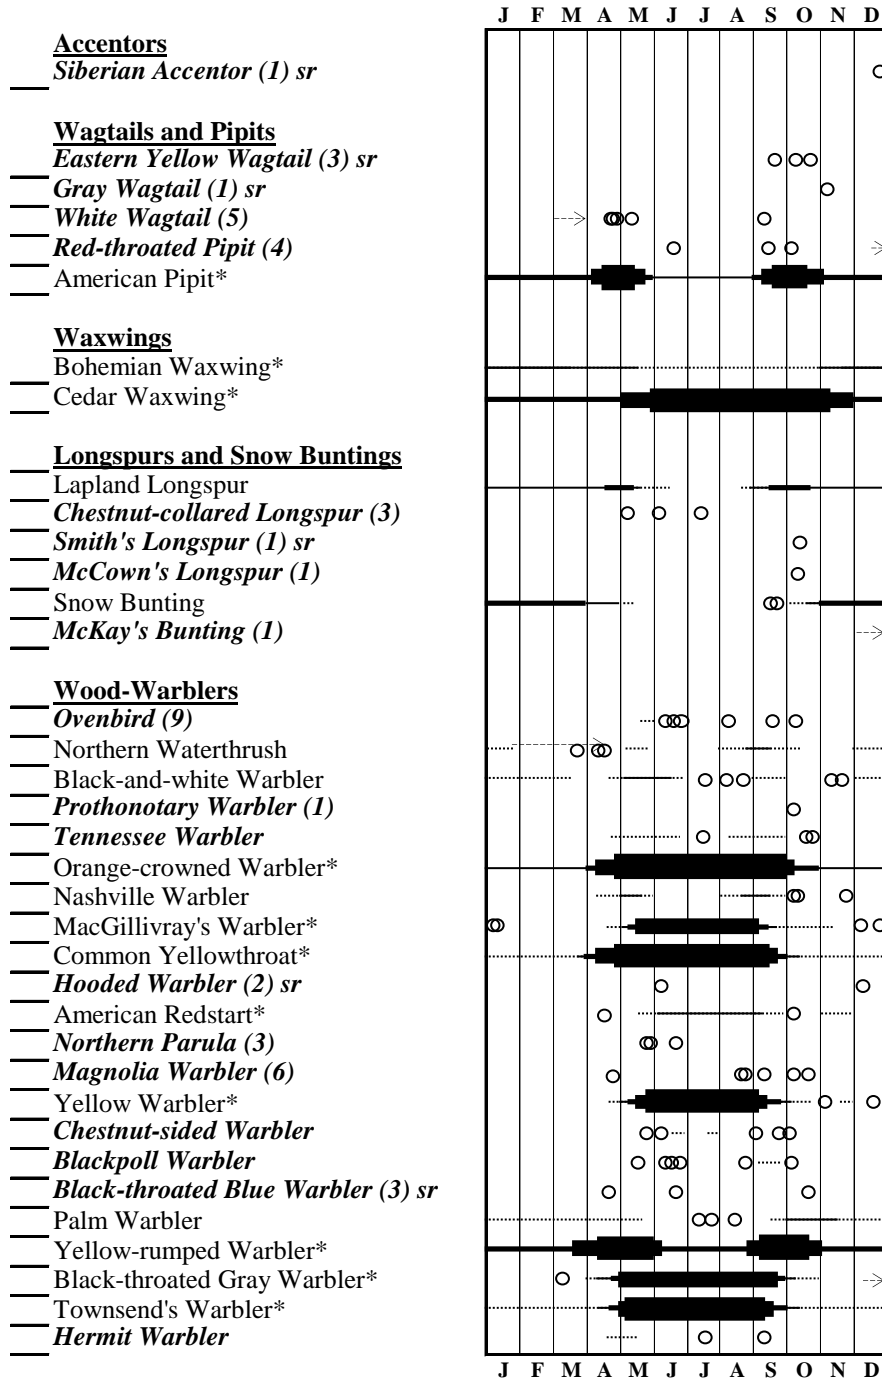 J F M A M J J A S O N D
Accentors
Siberian Accentor (1) sr
Wagtails and Pipits
Eastern Yellow Wagtail (3) sr
Gray Wagtail (1) sr
White Wagtail (5)
Red-throated Pipit (4)
American Pipit*
Waxwings
Bohemian Waxwing*
Cedar Waxwing*
Longspurs and Snow Buntings
Lapland Longspur
Chestnut-collared Longspur (3)
Smith's Longspur (1) sr
McCown's Longspur (1)
Snow Bunting
McKay's Bunting (1)
Wood-Warblers
Ovenbird (9)
Northern Waterthrush
Black-and-white Warbler
Prothonotary Warbler (1)
Tennessee Warbler
Orange-crowned Warbler*
Nashville Warbler
MacGillivray's Warbler*
Common Yellowthroat*
Hooded Warbler (2) sr
American Redstart*
Northern Parula (3)
Magnolia Warbler (6)
Yellow Warbler*
Chestnut-sided Warbler
Blackpoll Warbler
Black-throated Blue Warbler (3) sr
Palm Warbler
Yellow-rumped Warbler*
Black-throated Gray Warbler*
Townsend's Warbler*
Hermit Warbler
J F M A M J J A S O N D